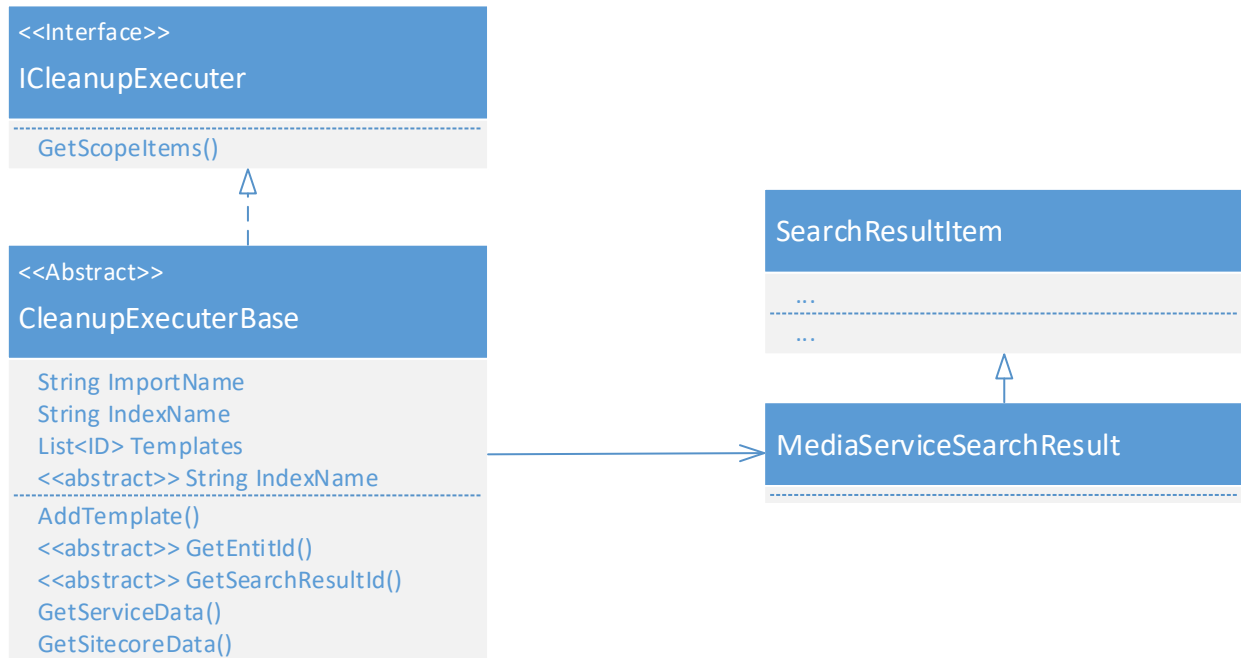 <<Interface>>
ICleanupExecuter
GetScopeItems()
<<Abstract>>
CleanupExecuterBase
String ImportName
String IndexName
List<ID> Templates
<<abstract>> String IndexName
AddTemplate()
<<abstract>> GetEntitId()
<<abstract>> GetSearchResultId()
GetServiceData()
GetSitecoreData()
SearchResultItem
...
...
MediaServiceSearchResult